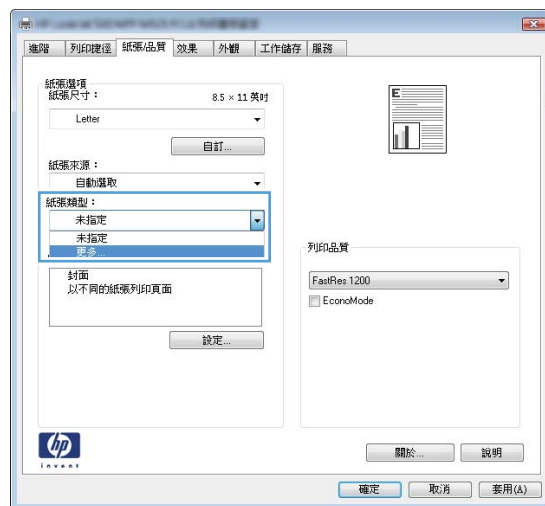 進階 列印捷徑 紙張/品質 效果 外觀 工作儲存 服務
紙張選項
紙張尺寸： 8.5 × 11 英吋
Letter
自訂...
紙張來源：
自動選取
紙張類型：
未指定
未指定
更多...
封面
以不同的紙張列印頁面
設定...
E
列印品質
FastRes 1200
EconoMode
hp
invent
關於... 說明
確定 取消 套用(A)